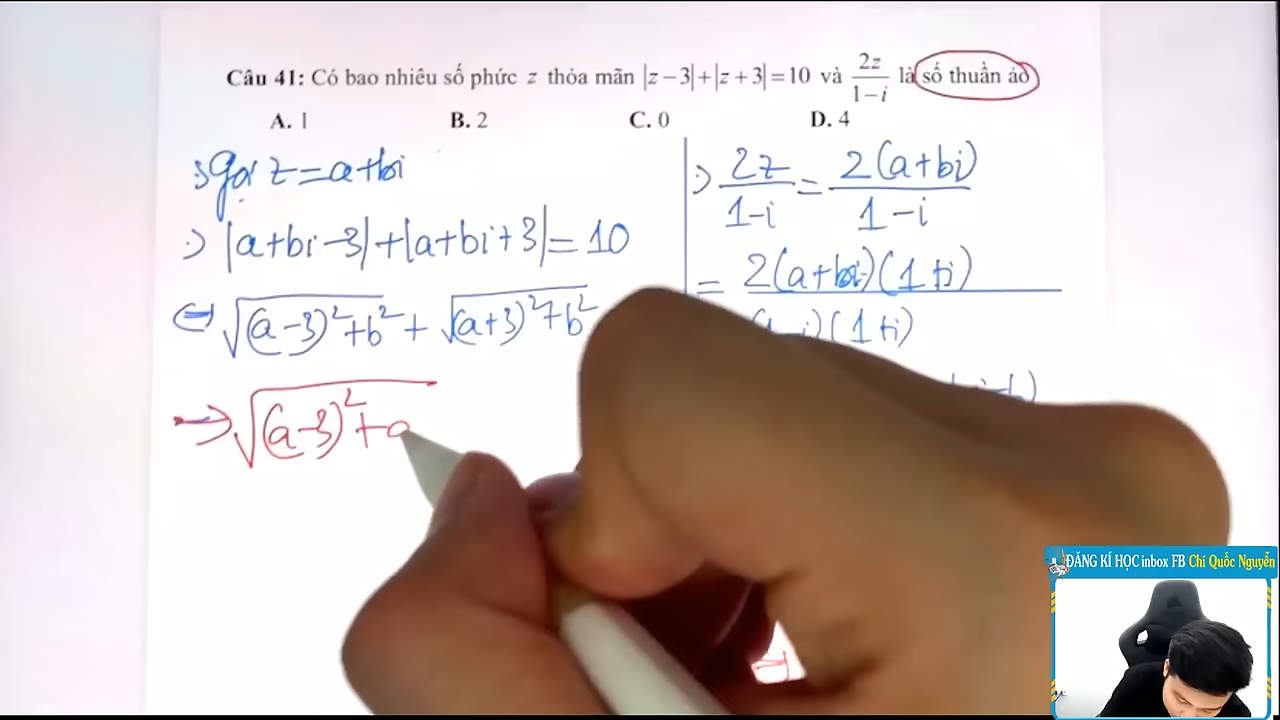 Câu 41: Có bao nhiêu số phức z thỏa mãn |z−3|+|z+3|=10 và 2z/1−i là số thuần ảo
A. 1 B. 2 C. 0 D. 4
Gọi z=a+bi
|a+bi−3|+|a+bi+3|=10
⇔ √(a−3)²+b² + √(a+3)²+b²
→ √(a−3)²+a
2z/1−i = 2(a+bi)/1−i
= 2(a+bi)(1+i)
(1+i)
ĐĂNG KÍ HỌC inbox FB Chí Quốc Nguyễn